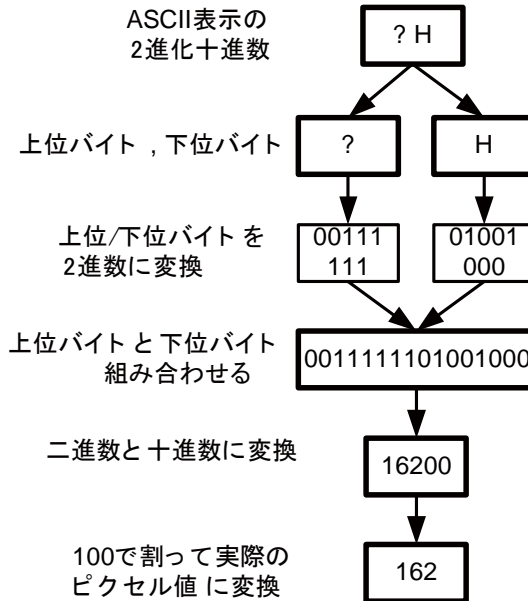 ASCII表示の
2進化十進数
? H
上位バイト , 下位バイト
?
H
上位/下位バイト を
2進数に変換
00111
111
01001
000
上位バイト と 下位バイト
組み合わせる
0011111101001000
二進数と 十進数に変換
16200
100で割って実際の
ピクセル値 に変換
162